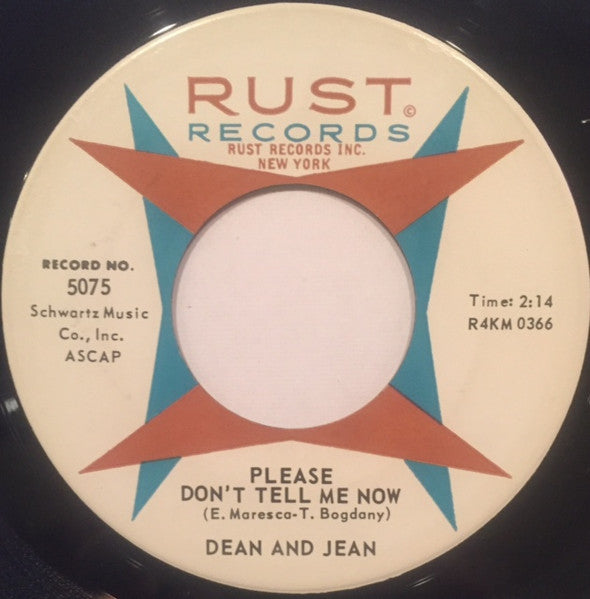 RUST ©
RECORDS
RUST RECORDS INC.
NEW YORK
RECORD NO.
5075
Schwartz Music
Co., Inc.
ASCAP
Time: 2:14
R4KM 0366
PLEASE
DON'T TELL ME NOW
(E. Maresca-T. Bogdany)
DEAN AND JEAN